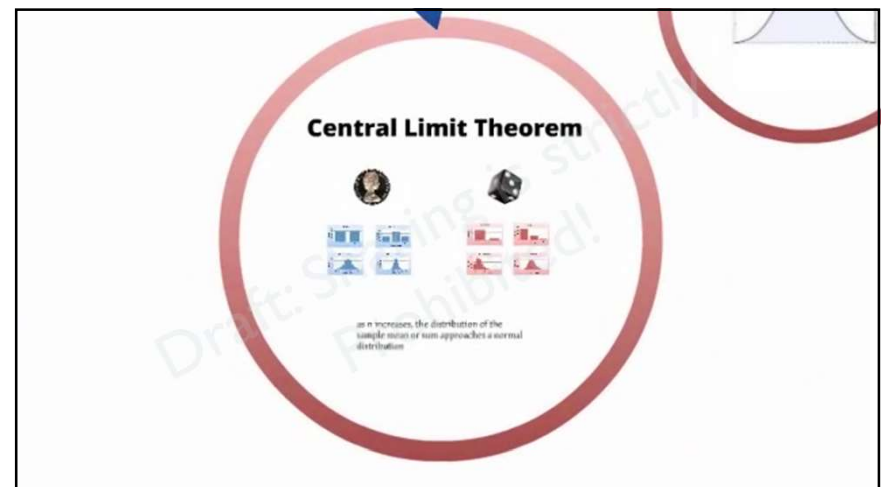 Central Limit Theorem
as n increases, the distribution of the
sample mean or sum approaches a normal
distribution
Draft: Sharing is strictly
Prohibited!